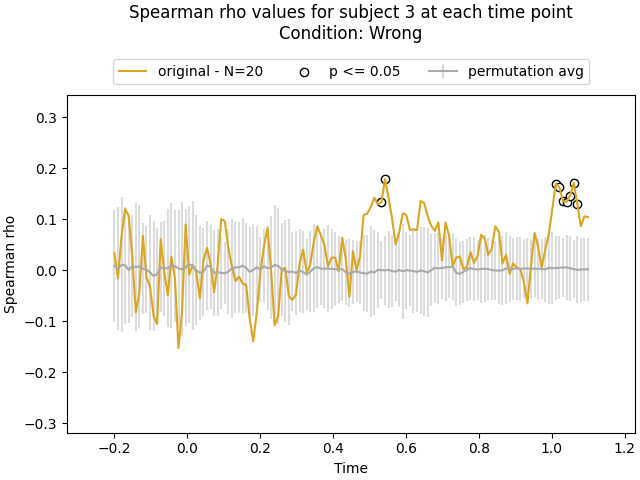 Spearman rho values for subject 3 at each time point
Condition: Wrong
original - N=20
p <= 0.05
permutation avg
Spearman rho
0.3
0.2
0.1
0.0
−0.1
−0.2
−0.3
−0.2
0.0
0.2
0.4
0.6
0.8
1.0
1.2
Time